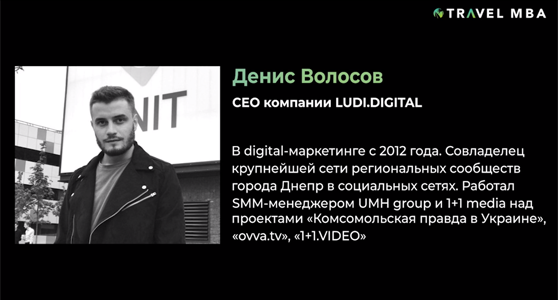 TRAVEL MBA
Денис Волосов
CEO компании LUDI.DIGITAL
NIT
В digital-маркетинге с 2012 года. Совладелец
крупнейшей сети региональных сообществ
города Днепр в социальных сетях. Работал
SMM-менеджером UMH group и 1+1 media над
проектами «Комсомольская правда в Украине»,
«ovva.tv», «1+1.VIDEO»